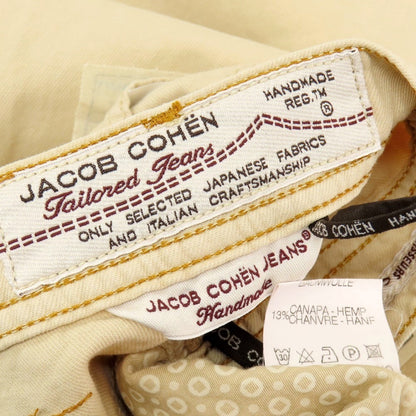 HANDMADE
REG.™
®
JACOB COHËN
Tailored Jeans
ONLY SELECTED JAPANESE FABRICS
AND ITALIAN CRAFTSMANSHIP
JACOB COHËN
JACOB COHËN JEANS®
Handmade
BAUMWOLLE
CANAPA - HEMP
13% CHANVRE - HANF
30
P